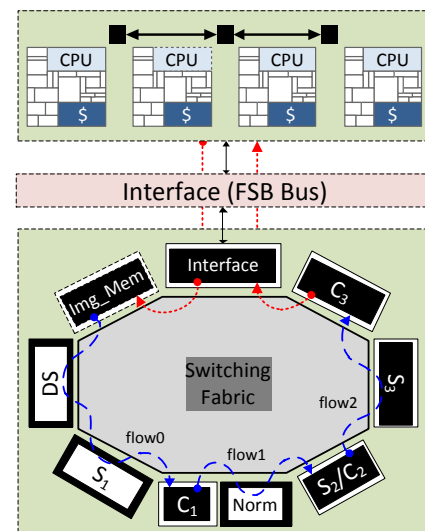 CPU CPU CPU CPU
$ $ $ $
Interface (FSB Bus)
Interface
Img_Mem
C3
DS
Switching
Fabric
S3
flow2
flow0
flow1
S1
C1
Norm
S2/C2